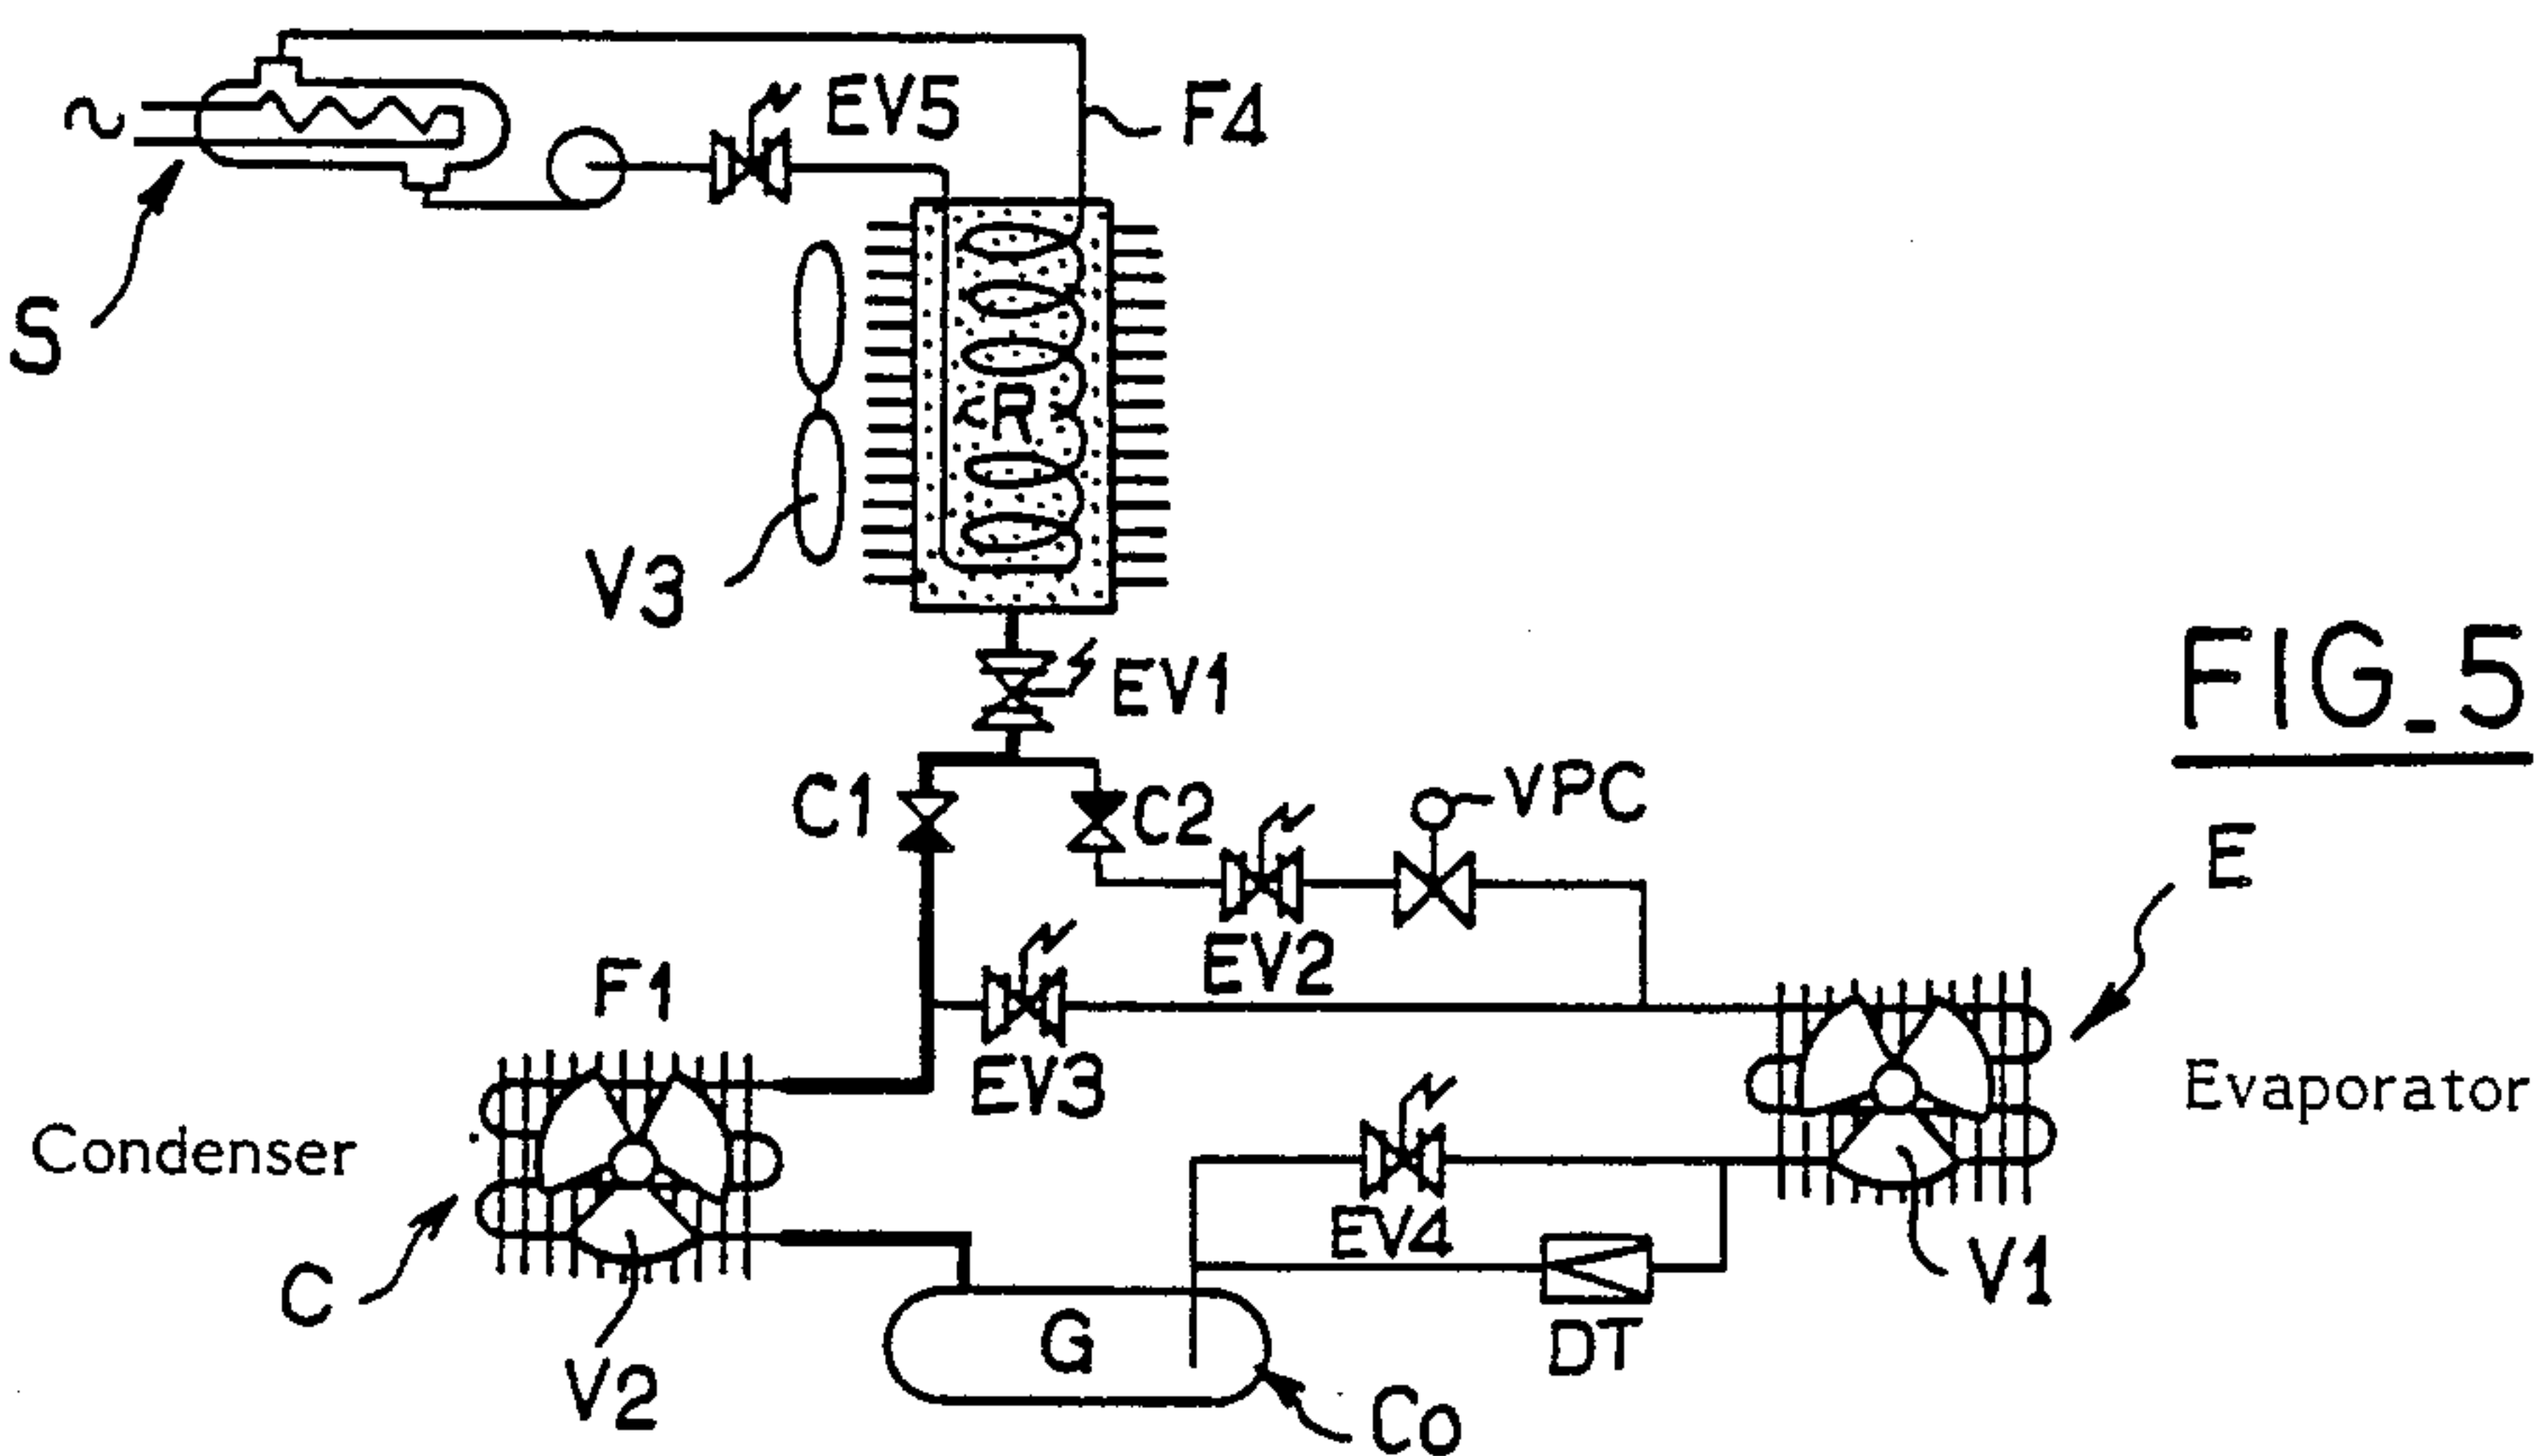 EV5
F4
S
R
V3
EV1
FIG_5
C1
C2
VPC
E
EV2
F1
EV3
Evaporator
Condenser
EV4
C
V1
G
DT
V2
Co